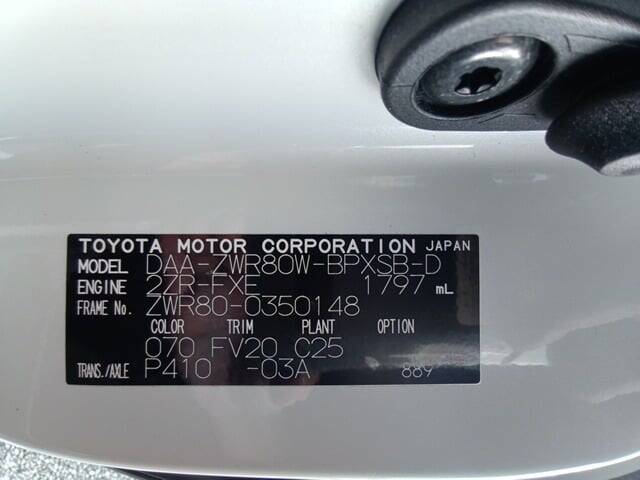 TOYOTA MOTOR CORPORATION JAPAN
MODEL DAA-ZWR80W-BPXSB-D
ENGINE 2ZR-FXE 1797 mL
FRAME No. ZWR80-0350148
COLOR TRIM PLANT OPTION
070 FV20 C25
TRANS./AXLE P410 -03A 889